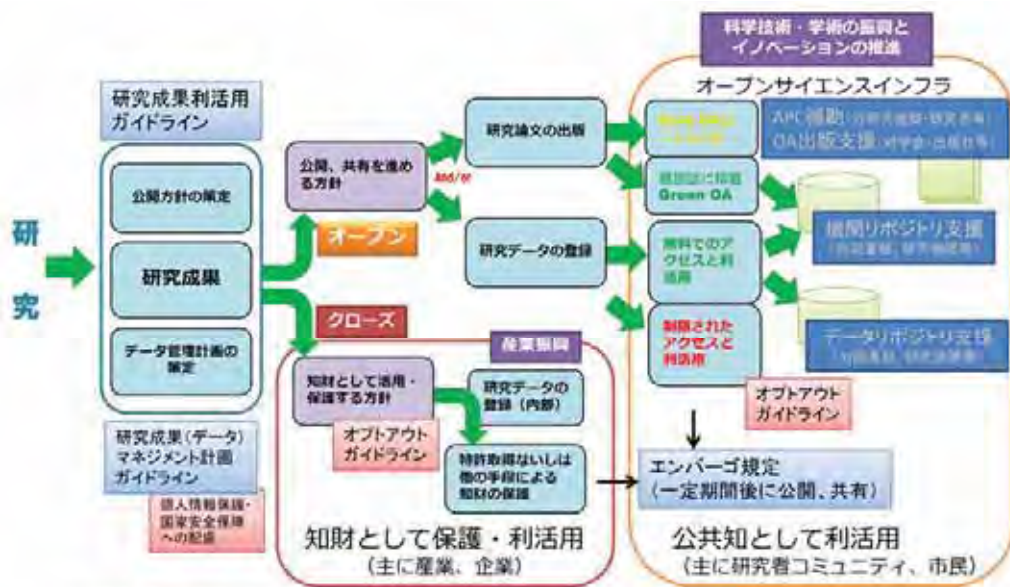 科学技術・学術の振興と
イノベーションの推進
オープンサイエンスインフラ
研究成果利活用
ガイドライン
公開方針の策定
研究成果
データ管理計画の
策定
研究成果(データ)
マネジメント計画
ガイドライン
個人情報保護・
国家安全保障
への配慮
研
究
公開、共有を進める
方針
オープン
And/or
研究論文の出版
研究データの登録
クローズ
産業振興
知財として活用・
保護する方針
オプトアウト
ガイドライン
研究データの
登録(内部)
特許取得ないしは
他の手段による
知財の保護
知財として保護・利活用
(主に産業、企業)
Green OA
無料でのア
クセスと利
活用
制限された
アクセスと
利活用
APC補助
OA出版支援
機関リポジトリ支援
データリポジトリ支援
オプトアウト
ガイドライン
エンバーゴ規定
(一定期間後に公開、共有)
公共知として利活用
(主に研究者コミュニティ、市民)